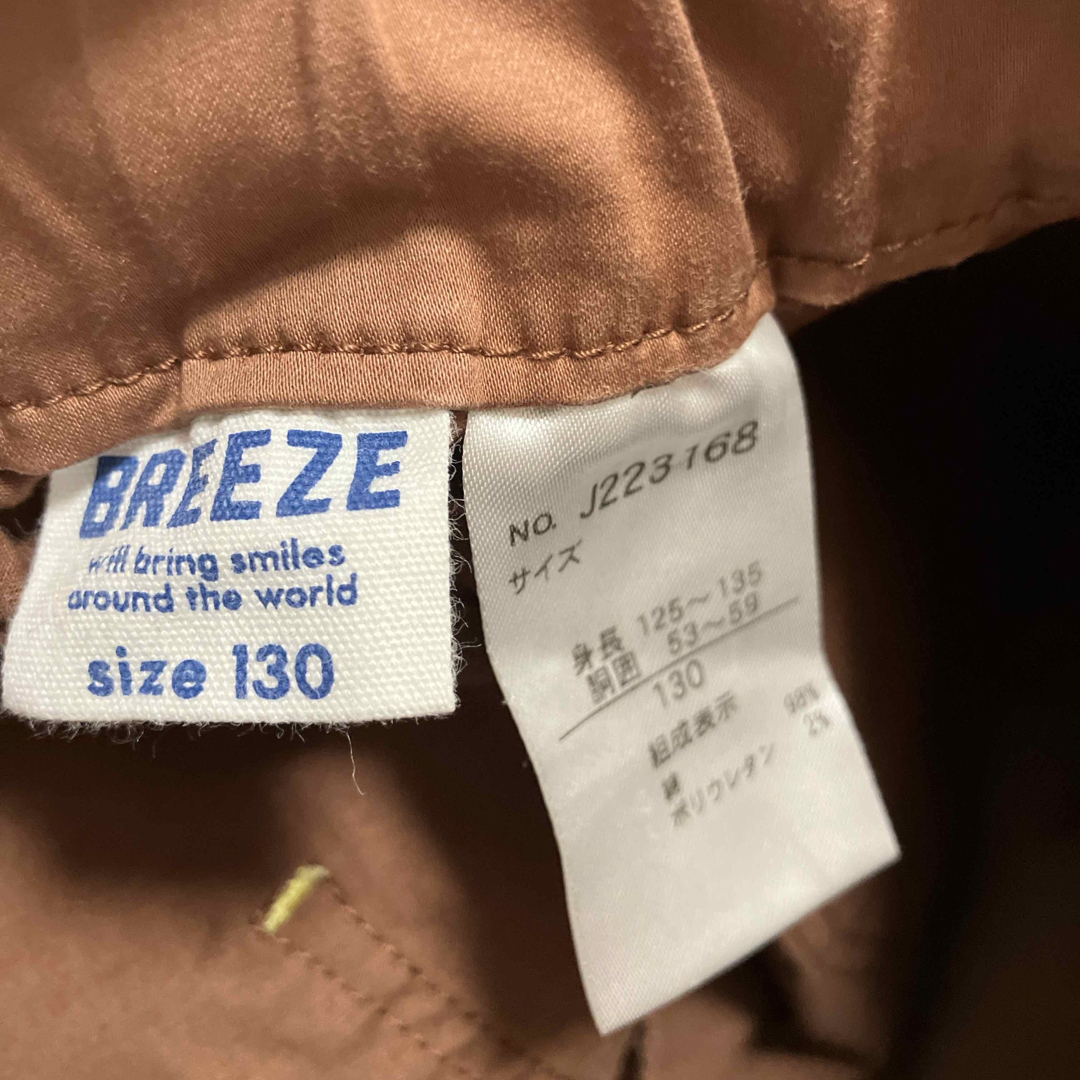 BREEZE
will bring smiles
around the world
size 130
NO. J223168
サイズ
身長 125～135
胴囲 53～59
130
組成表示
綿 98%
ポリウレタン 2%